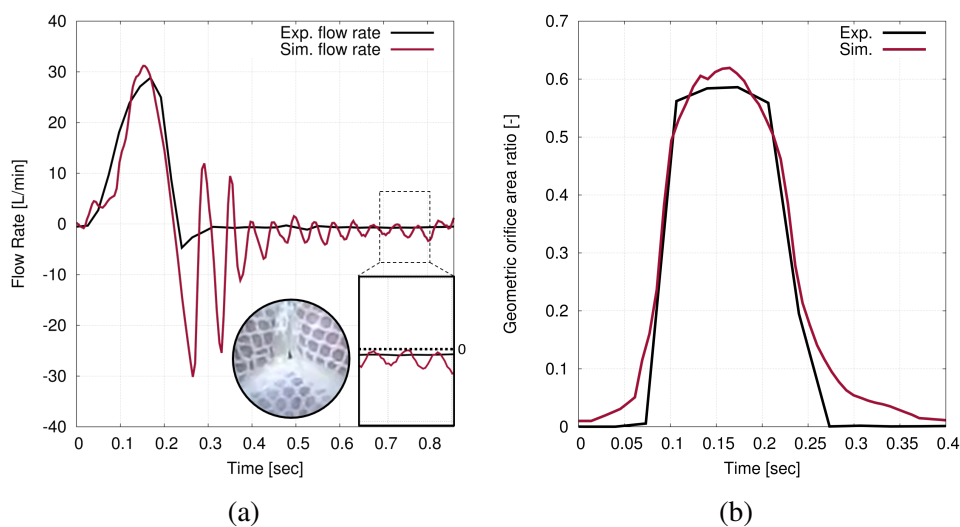 Exp. flow rate
Sim. flow rate
40
30
20
10
0
-10
-20
-30
-40
Flow Rate [L/min]
0
0 0.1 0.2 0.3 0.4 0.5 0.6 0.7 0.8
Time [sec]
(a)
Exp.
Sim.
0.7
0.6
0.5
0.4
0.3
0.2
0.1
0
Geometric orifice area ratio [-]
0 0.05 0.1 0.15 0.2 0.25 0.3 0.35 0.4
Time [sec]
(b)